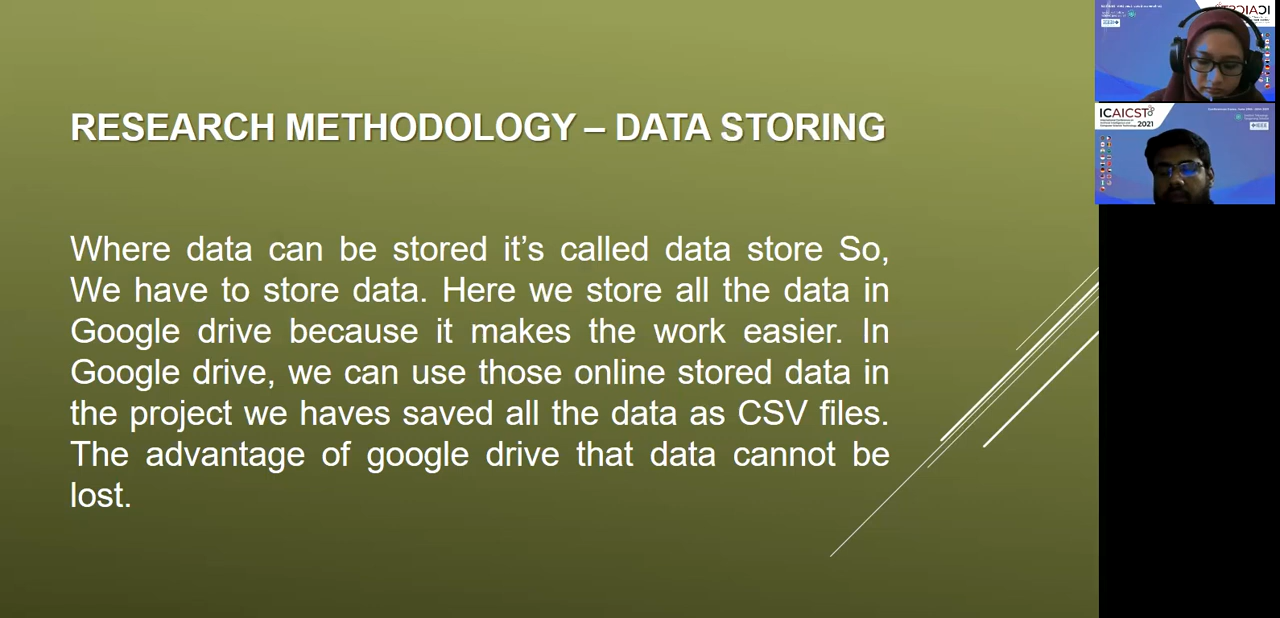 RESEARCH METHODOLOGY – DATA STORING
Where data can be stored it’s called data store So,
We have to store data. Here we store all the data in
Google drive because it makes the work easier. In
Google drive, we can use those online stored data in
the project we haves saved all the data as CSV files.
The advantage of google drive that data cannot be
lost.
ICAICST
2021